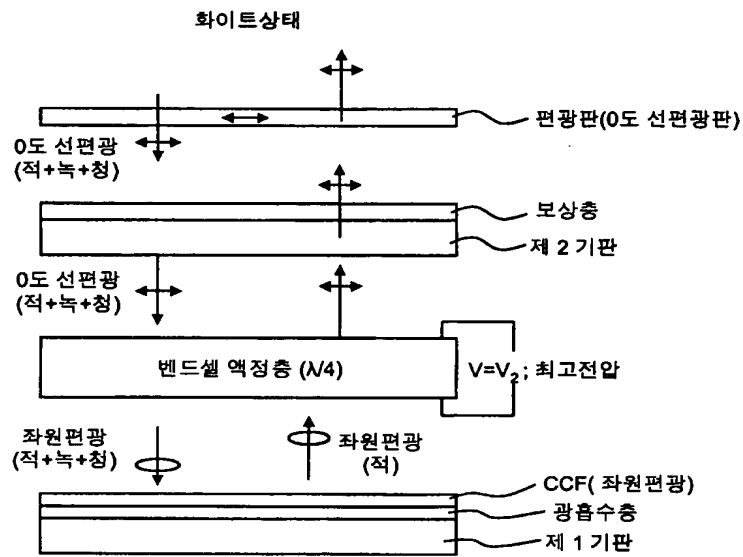 화이트상태
편광판(0도 선편광판)
0도 선편광
(적+녹+청)
보상층
제 2 기판
0도 선편광
(적+녹+청)
벤드셀 액정층 (λ/4)
V=V2 ; 최고전압
좌원편광
(적+녹+청)
좌원편광
(적)
CCF( 좌원편광)
광흡수층
제 1 기판